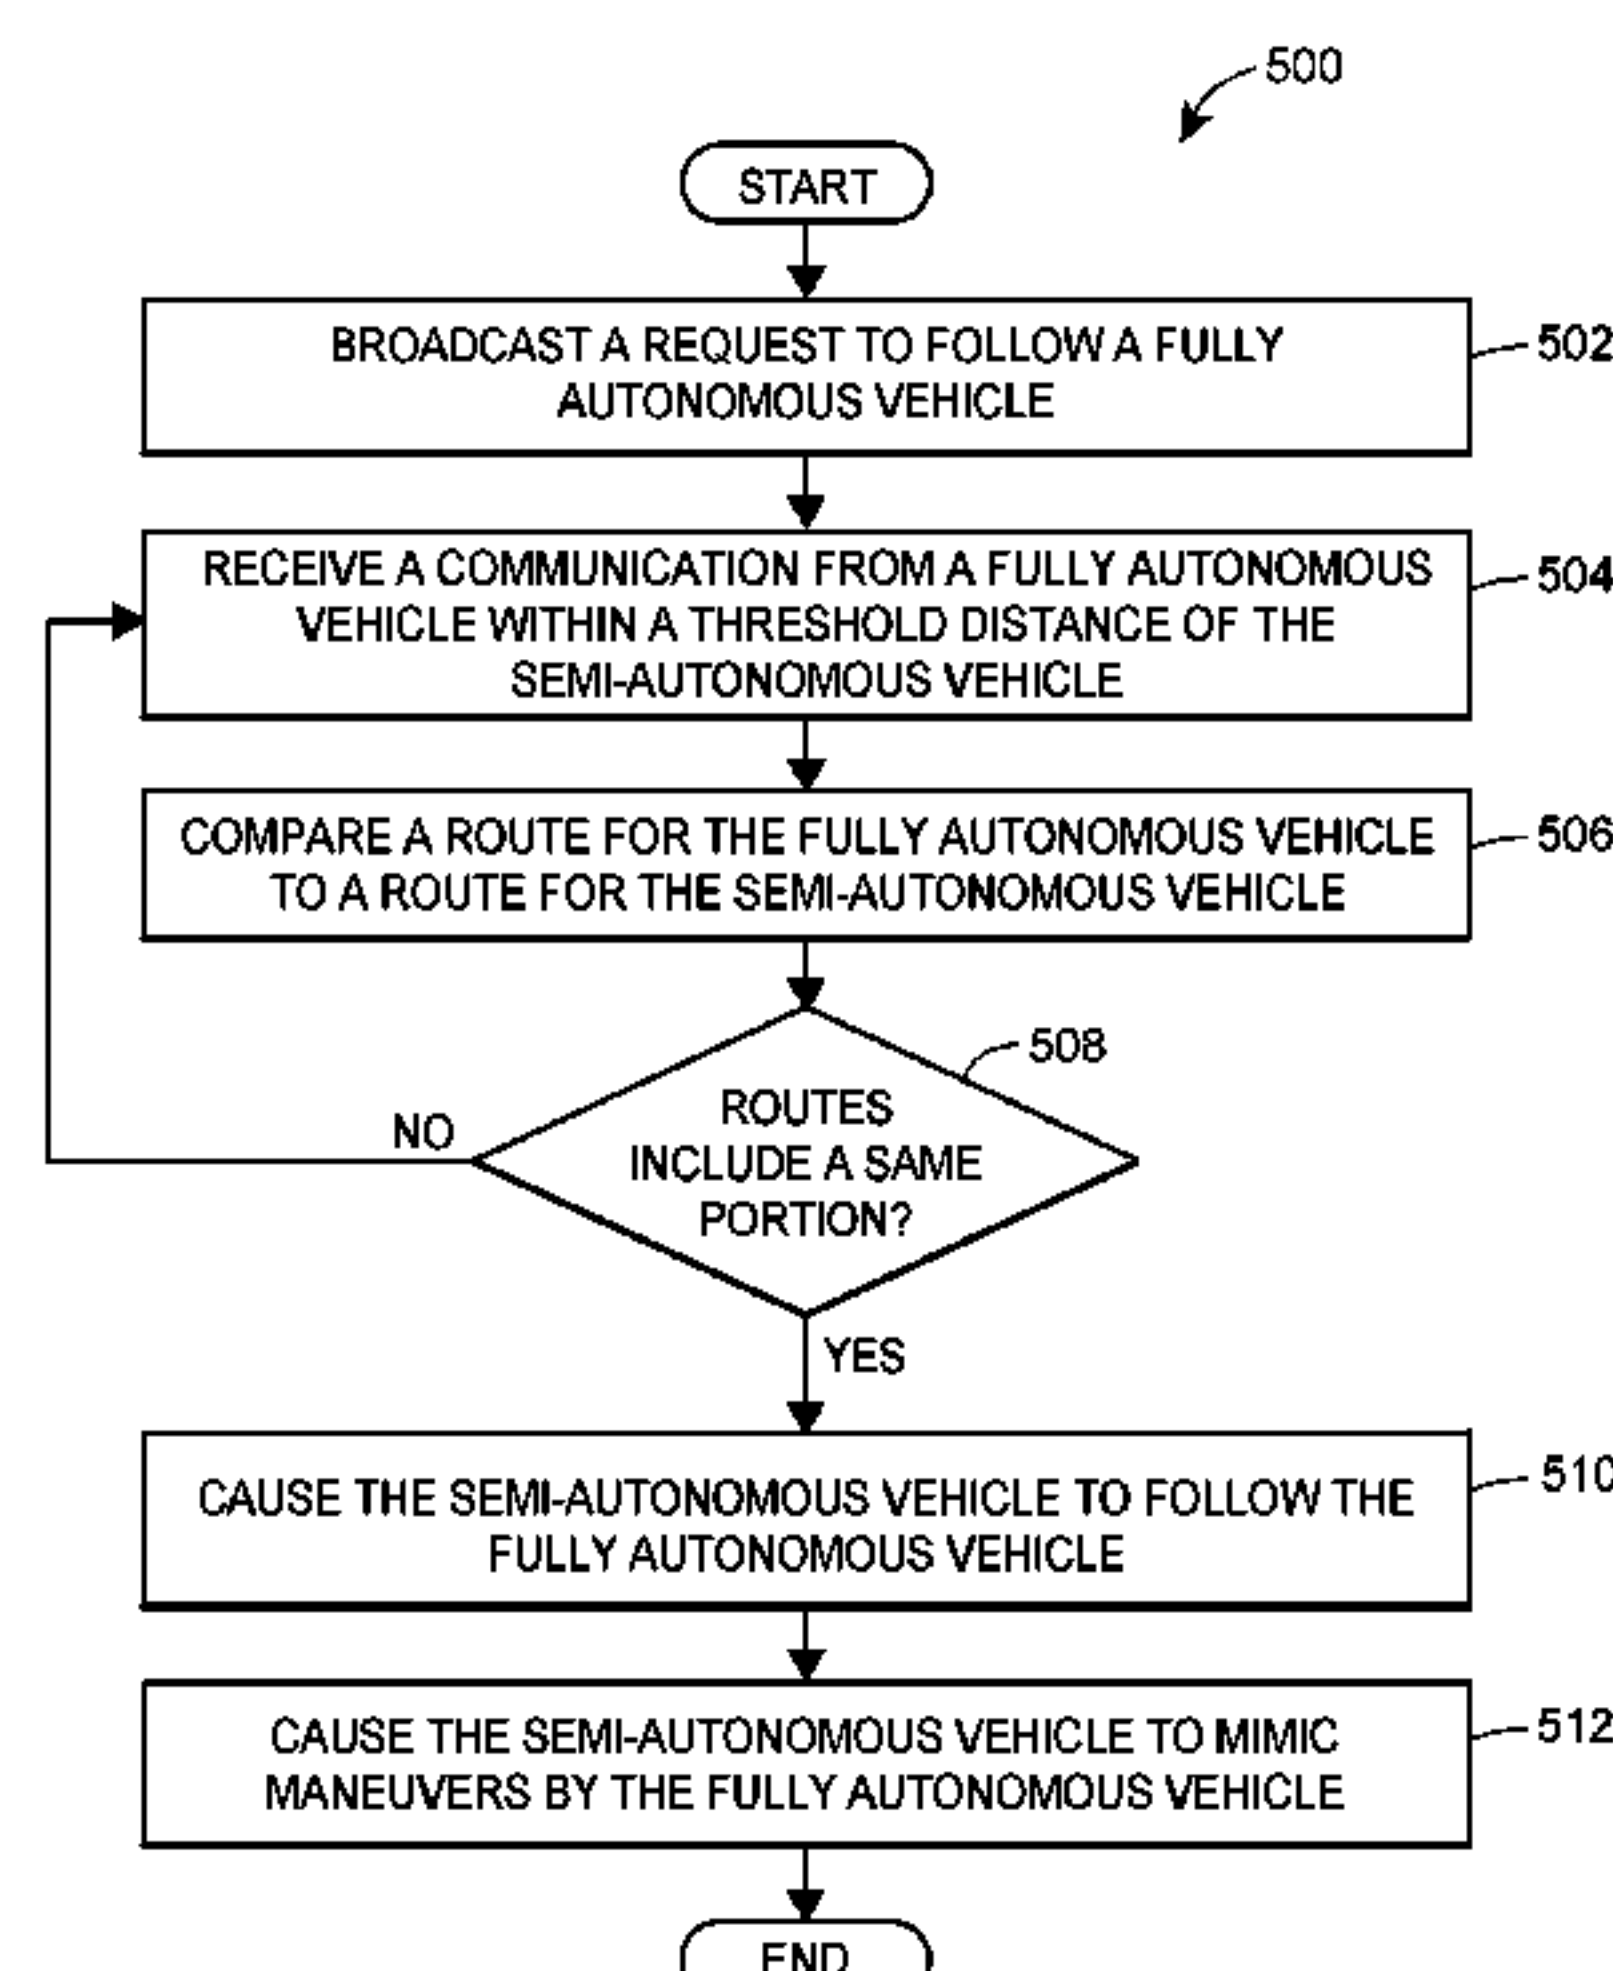 500
START
BROADCAST A REQUEST TO FOLLOW A FULLY
AUTONOMOUS VEHICLE
502
RECEIVE A COMMUNICATION FROM A FULLY AUTONOMOUS
VEHICLE WITHIN A THRESHOLD DISTANCE OF THE
SEMI-AUTONOMOUS VEHICLE
504
COMPARE A ROUTE FOR THE FULLY AUTONOMOUS VEHICLE
TO A ROUTE FOR THE SEMI-AUTONOMOUS VEHICLE
506
508
ROUTES
INCLUDE A SAME
PORTION?
NO
YES
CAUSE THE SEMI-AUTONOMOUS VEHICLE TO FOLLOW THE
FULLY AUTONOMOUS VEHICLE
510
CAUSE THE SEMI-AUTONOMOUS VEHICLE TO MIMIC
MANEUVERS BY THE FULLY AUTONOMOUS VEHICLE
512
END